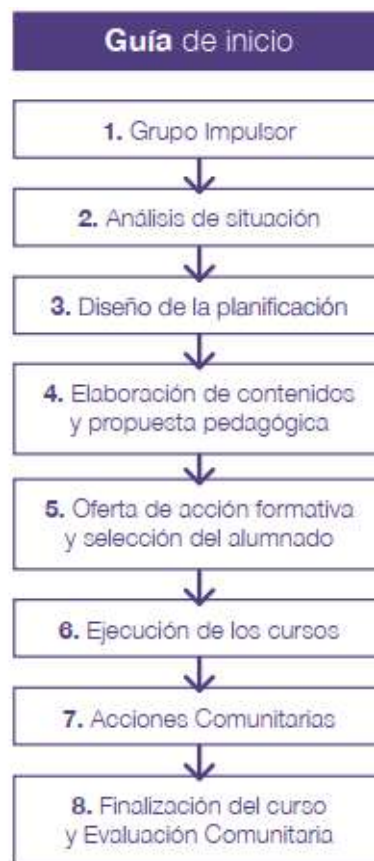 Guía de inicio
1. Grupo Impulsor
2. Análisis de situación
3. Diseño de la planificación
4. Elaboración de contenidos
y propuesta pedagógica
5. Oferta de acción formativa
y selección del alumnado
6. Ejecución de los cursos
7. Acciones Comunitarias
8. Finalización del curso
y Evaluación Comunitaria